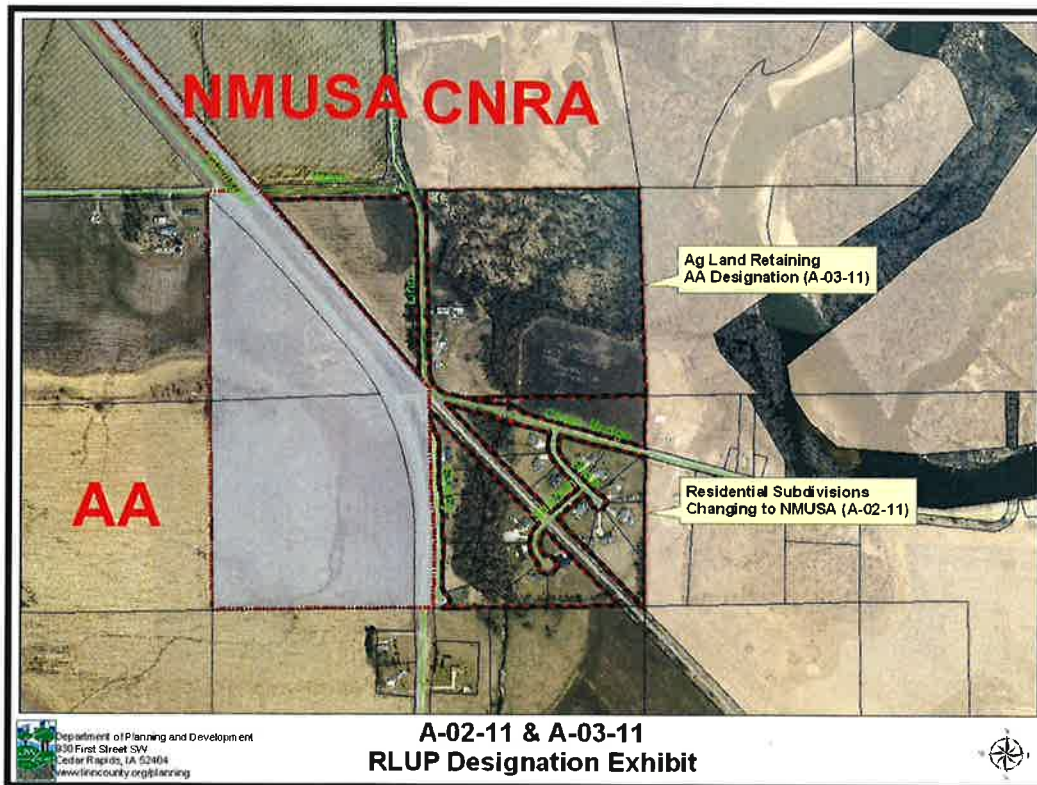 NMUSA CNRA
Ag Land Retaining
AA Designation (A-03-11)
AA
Residential Subdivisions
Changing to NMUSA (A-02-11)
Department of Planning and Development
930 First Street SW
Cedar Rapids, IA 52404
www.linncounty.org/planning
A-02-11 & A-03-11
RLUP Designation Exhibit